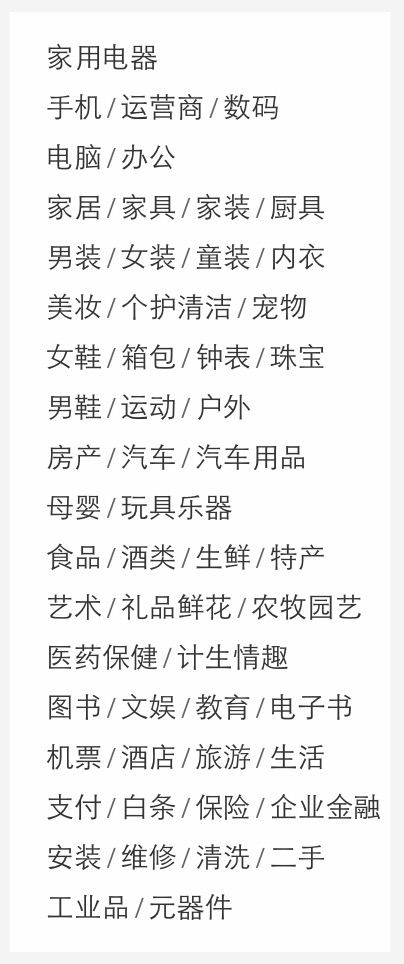 家用电器
手机/运营商/数码
电脑/办公
家居/家具/家装/厨具
男装/女装/童装/内衣
美妆/个护清洁/宠物
女鞋/箱包/钟表/珠宝
男鞋/运动/户外
房产/汽车/汽车用品
母婴/玩具乐器
食品/酒类/生鲜/特产
艺术/礼品鲜花/农牧园艺
医药保健/计生情趣
图书/文娱/教育/电子书
机票/酒店/旅游/生活
支付/白条/保险/企业金融
安装/维修/清洗/二手
工业品/元器件